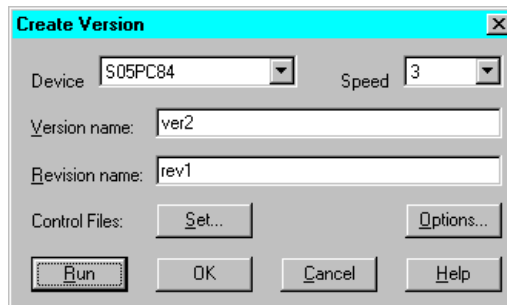 Create Version
Device S05PC84 Speed 3
Version name: ver2
Revision name: rev1
Control Files: Set... Options...
Run OK Cancel Help